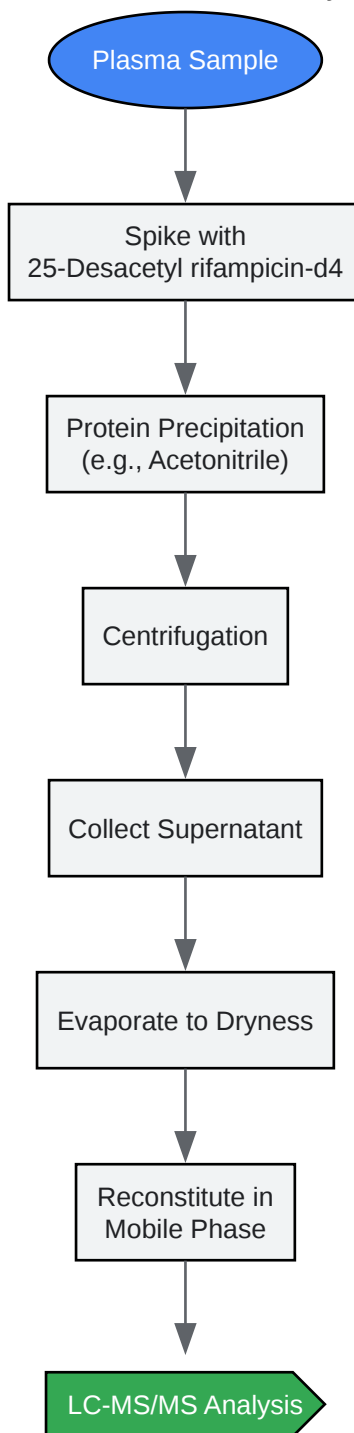 Plasma Sample
Spike with
25-Desacetyl rifampicin-d4
Protein Precipitation
(e.g., Acetonitrile)
Centrifugation
Collect Supernatant
Evaporate to Dryness
Reconstitute in
Mobile Phase
LC-MS/MS Analysis